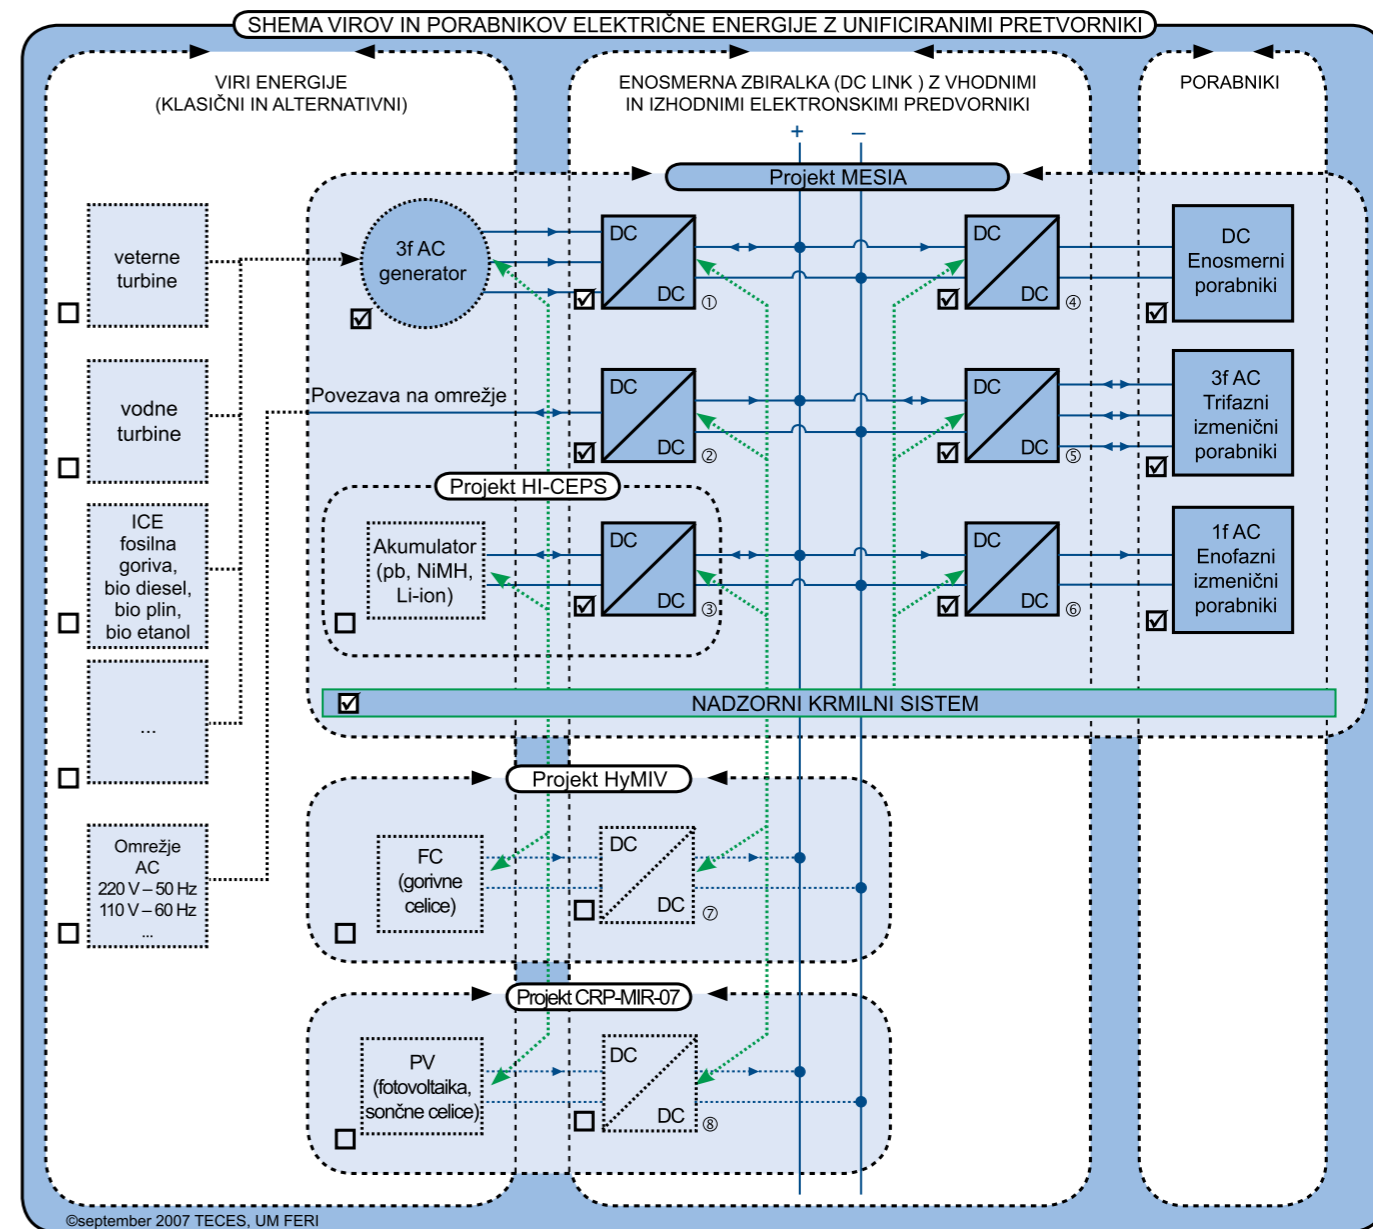 SHEMA VIROV IN PORABNIKOV ELEKTRIČNE ENERGIJE Z UNIFICIRANIMI PRETVORNIKI
VIRI ENERGIJE
(KLASIČNI IN ALTERNATIVNI)
ENOSMERNA ZBIRALKA (DC LINK ) Z VHODNIMI
IN IZHODNIMI ELEKTRONSKIMI PREDVORNIKI
PORABNIKI
+ –
Projekt MESIA
veterne
turbine
3f AC
generator
DC
DC
①
DC
DC
④
DC
Enosmerni
porabniki
vodne
turbine
Povezava na omrežje
DC
DC
②
DC
DC
⑤
3f AC
Trifazni
izmenični
porabniki
Projekt HI-CEPS
ICE
fosilna
goriva,
bio diesel,
bio plin,
bio etanol
Akumulator
(pb, NiMH,
Li-ion)
DC
DC
③
DC
DC
⑥
1f AC
Enofazni
izmenični
porabniki
...
NADZORNI KRMILNI SISTEM
Projekt HyMIV
Omrežje
AC
220 V – 50 Hz
110 V – 60 Hz
...
FC
(gorivne
celice)
DC
DC
⑦
Projekt CRP-MIR-07
PV
(fotovoltaika,
sončne celice)
DC
DC
⑧
©september 2007 TECES, UM FERI